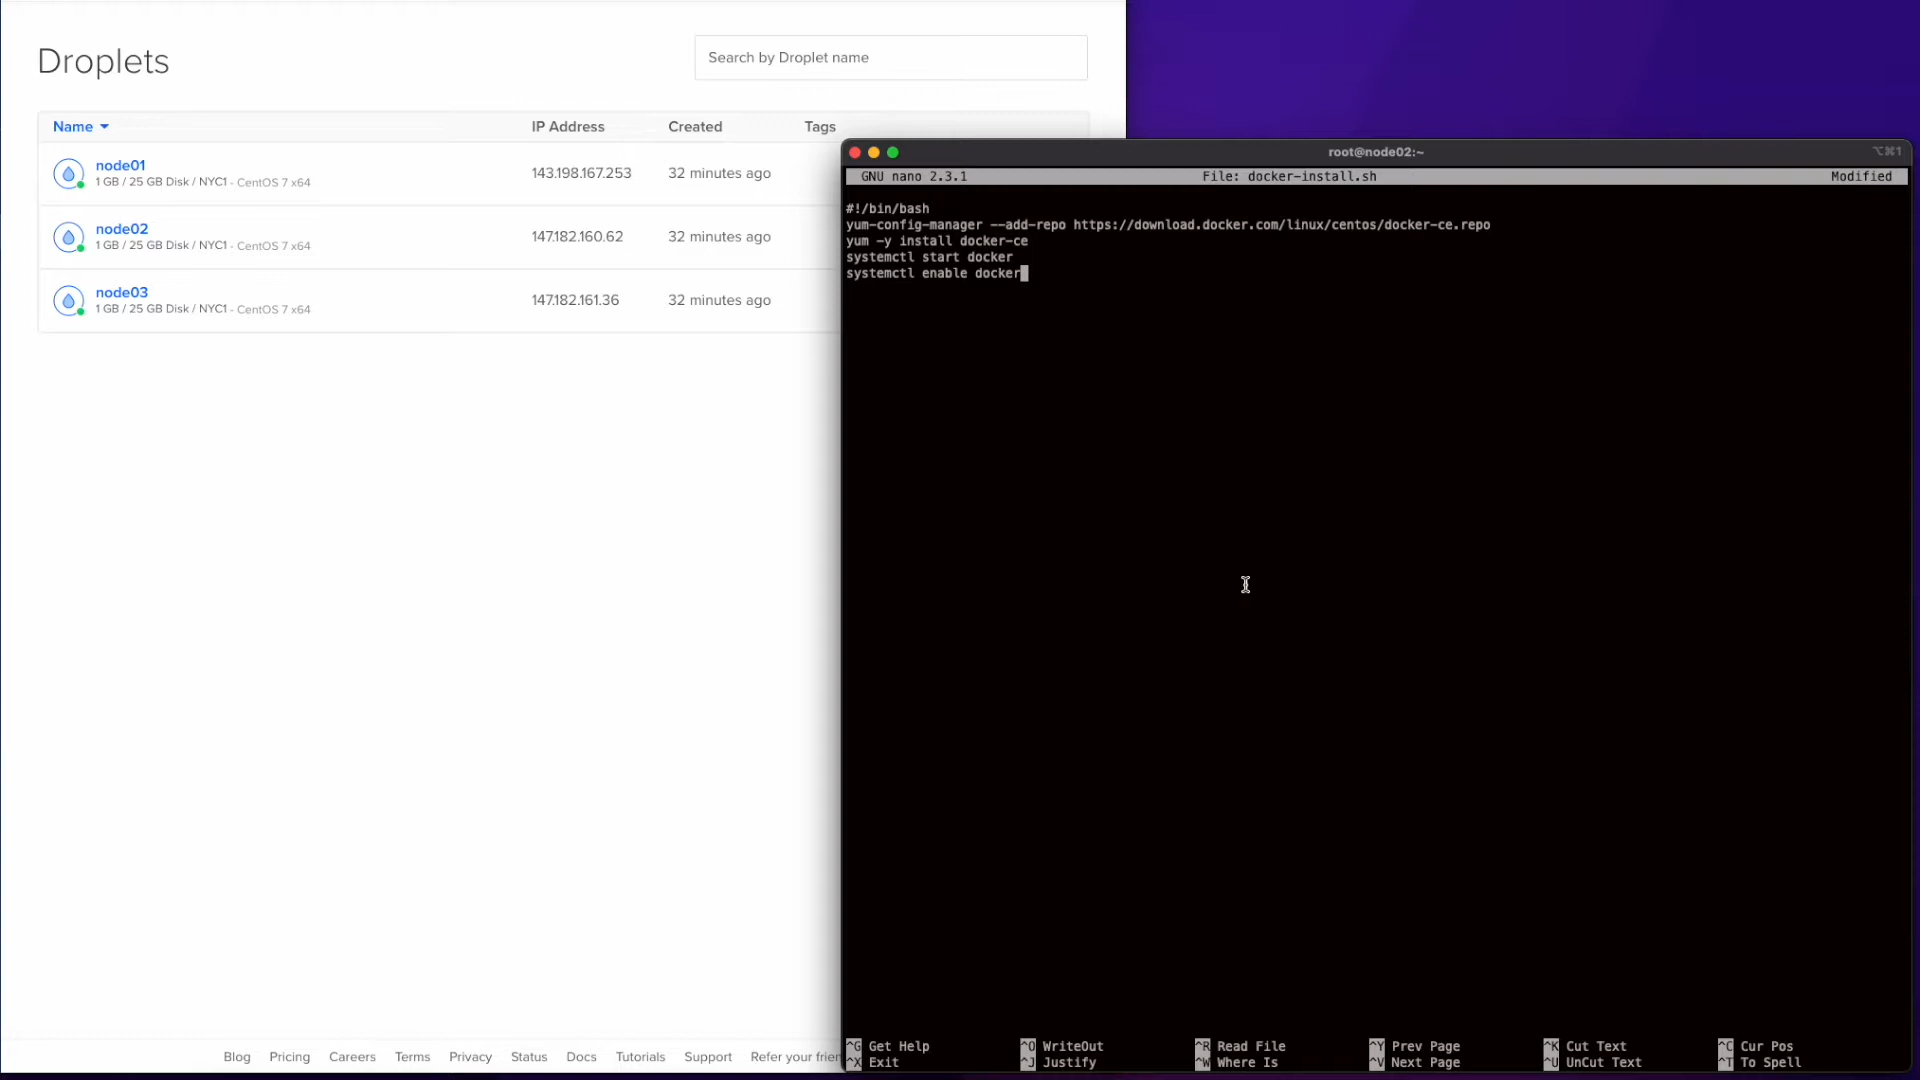 Droplets
Search by Droplet name
Name IP Address Created Tags
node01
1 GB / 25 GB Disk / NYC1 - CentOS 7 x64
143.198.167.253
32 minutes ago
node02
1 GB / 25 GB Disk / NYC1 - CentOS 7 x64
147.182.160.62
32 minutes ago
node03
1 GB / 25 GB Disk / NYC1 - CentOS 7 x64
147.182.161.36
32 minutes ago
Blog Pricing Careers Terms Privacy Status Docs Tutorials Support Refer your
root@node02:~ ⌥⌘1
GNU nano 2.3.1 File: docker-install.sh Modified
#!/bin/bash
yum-config-manager --add-repo https://download.docker.com/linux/centos/docker-ce.repo
yum -y install docker-ce
systemctl start docker
systemctl enable docker
^G Get Help ^O WriteOut ^R Read File ^Y Prev Page ^K Cut Text ^C Cur Pos
^X Exit ^J Justify ^W Where Is ^V Next Page ^U UnCut Text ^T To Spell